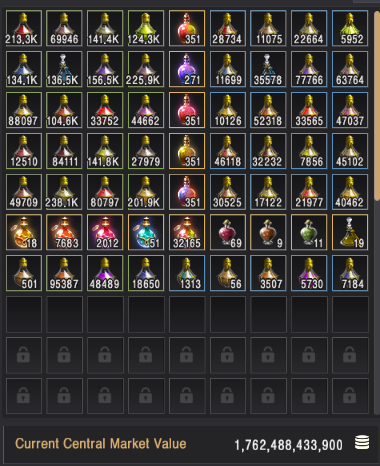 213,3K 69946 141,4K 124,3K 351 28734 11075 22664 5952
134,1K 136,5K 156,5K 225,9K 271 11699 35578 77766 63764
88097 104,6K 33752 44662 351 10126 52318 33565 47037
12510 84111 141,8K 27979 351 46118 32232 7856 45102
49709 238,1K 80797 201,9K 351 30525 17122 21977 40462
318 7683 2012 351 32165 69 9 11 19
501 95387 48489 18650 1313 56 3507 5730 7184
Current Central Market Value 1,762,488,433,900